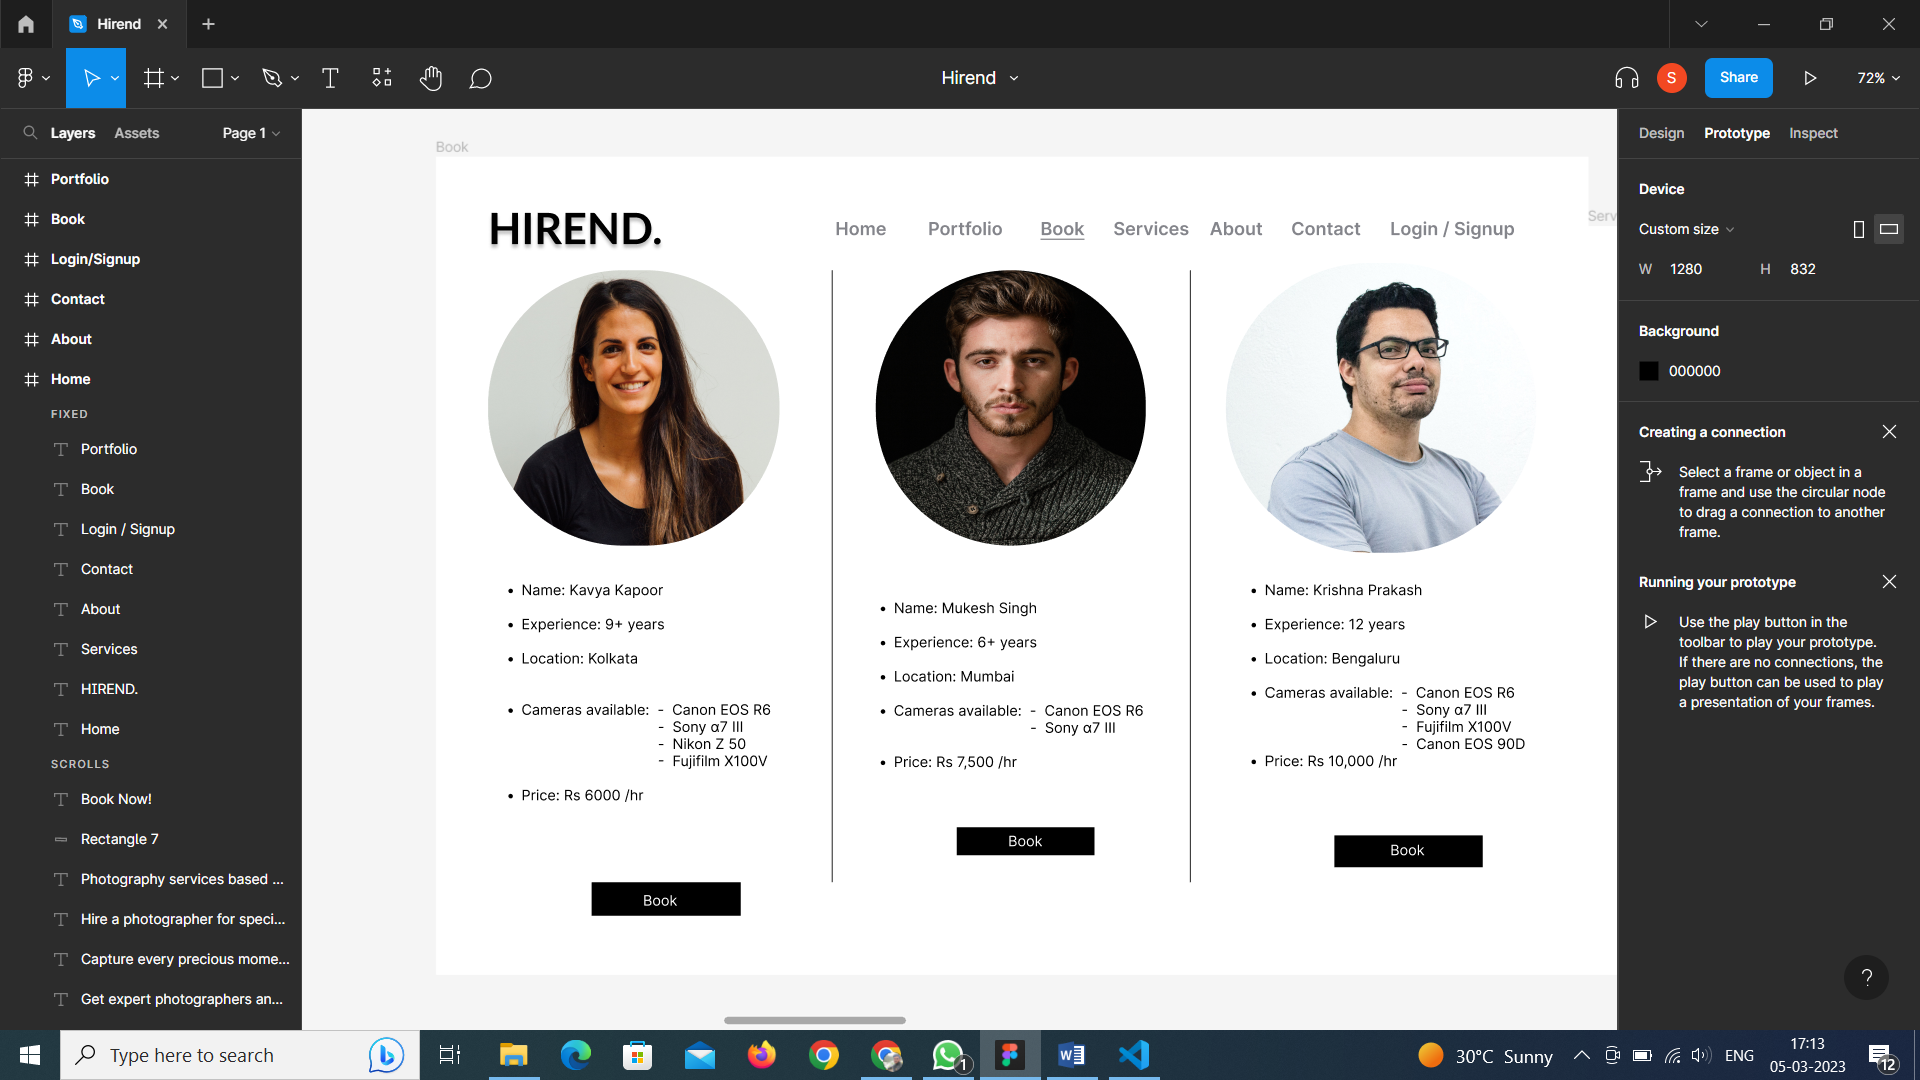 Hirend
Hirend
S
Share
72%
Layers
Assets
Page 1
Portfolio
Book
Login/Signup
Contact
About
Home
FIXED
Portfolio
Book
Login / Signup
Contact
About
Services
HIREND.
Home
SCROLLS
Book Now!
Rectangle 7
Photography services based ...
Hire a photographer for speci...
Capture every precious mome...
Get expert photographers an...
Book
Serv
HIREND.
Home
Portfolio
Book
Services
About
Contact
Login / Signup
• Name: Kavya Kapoor
• Experience: 9+ years
• Location: Kolkata
• Cameras available: - Canon EOS R6
- Sony α7 III
- Nikon Z 50
- Fujifilm X100V
• Price: Rs 6000 /hr
Book
• Name: Mukesh Singh
• Experience: 6+ years
• Location: Mumbai
• Cameras available: - Canon EOS R6
- Sony α7 III
• Price: Rs 7,500 /hr
Book
• Name: Krishna Prakash
• Experience: 12 years
• Location: Bengaluru
• Cameras available: - Canon EOS R6
- Sony α7 III
- Fujifilm X100V
- Canon EOS 90D
• Price: Rs 10,000 /hr
Book
Design
Prototype
Inspect
Device
Custom size
W 1280 H 832
Background
000000
Creating a connection
Select a frame or object in a
frame and use the circular node
to drag a connection to another
frame.
Running your prototype
Use the play button in the
toolbar to play your prototype.
If there are no connections, the
play button can be used to play
a presentation of your frames.
?
Type here to search
1
30°C Sunny
ENG
17:13
05-03-2023
12